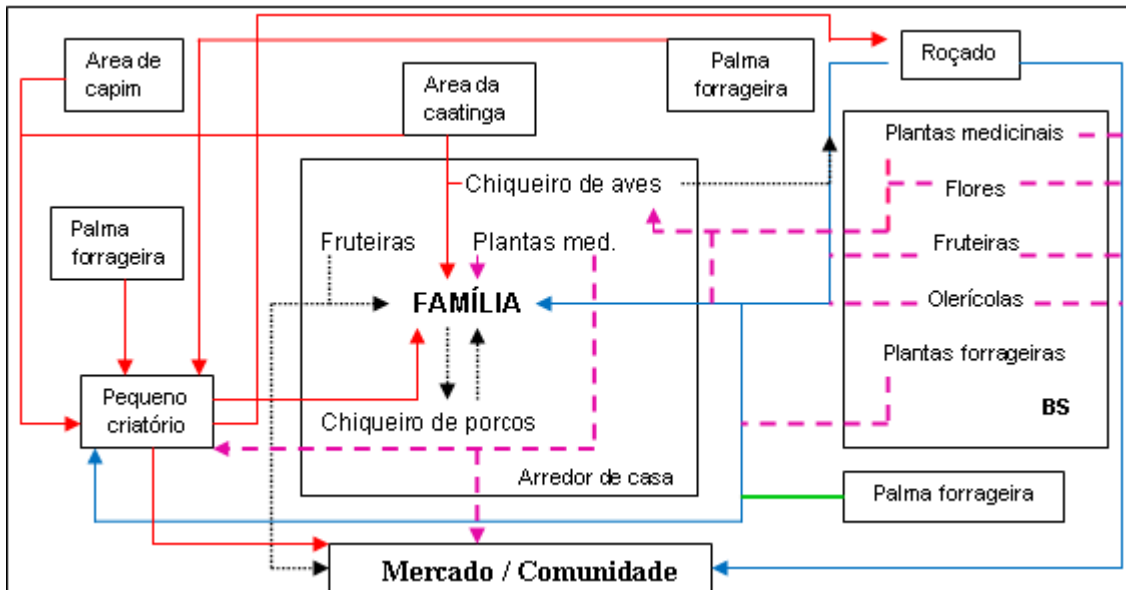 Area de
capim
Area da
caatinga
Palma
forrageira
Roçado
Plantas medicinais
Chiqueiro de aves
Flores
Palma
forrageira
Fruteiras
Plantas med.
Fruteiras
FAMÍLIA
Olerícolas
Plantas forrageiras
Pequeno
criatório
Chiqueiro de porcos
BS
Arredor de casa
Palma forrageira
Mercado / Comunidade